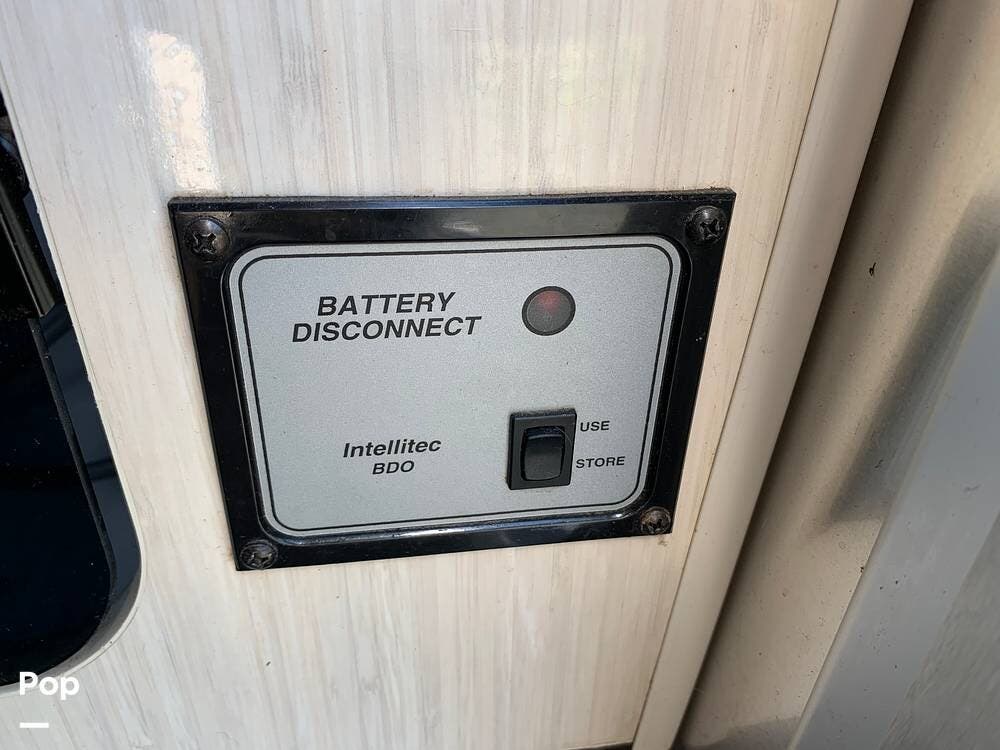 BATTERY
DISCONNECT
Intellitec
BDO
USE
STORE
Pop